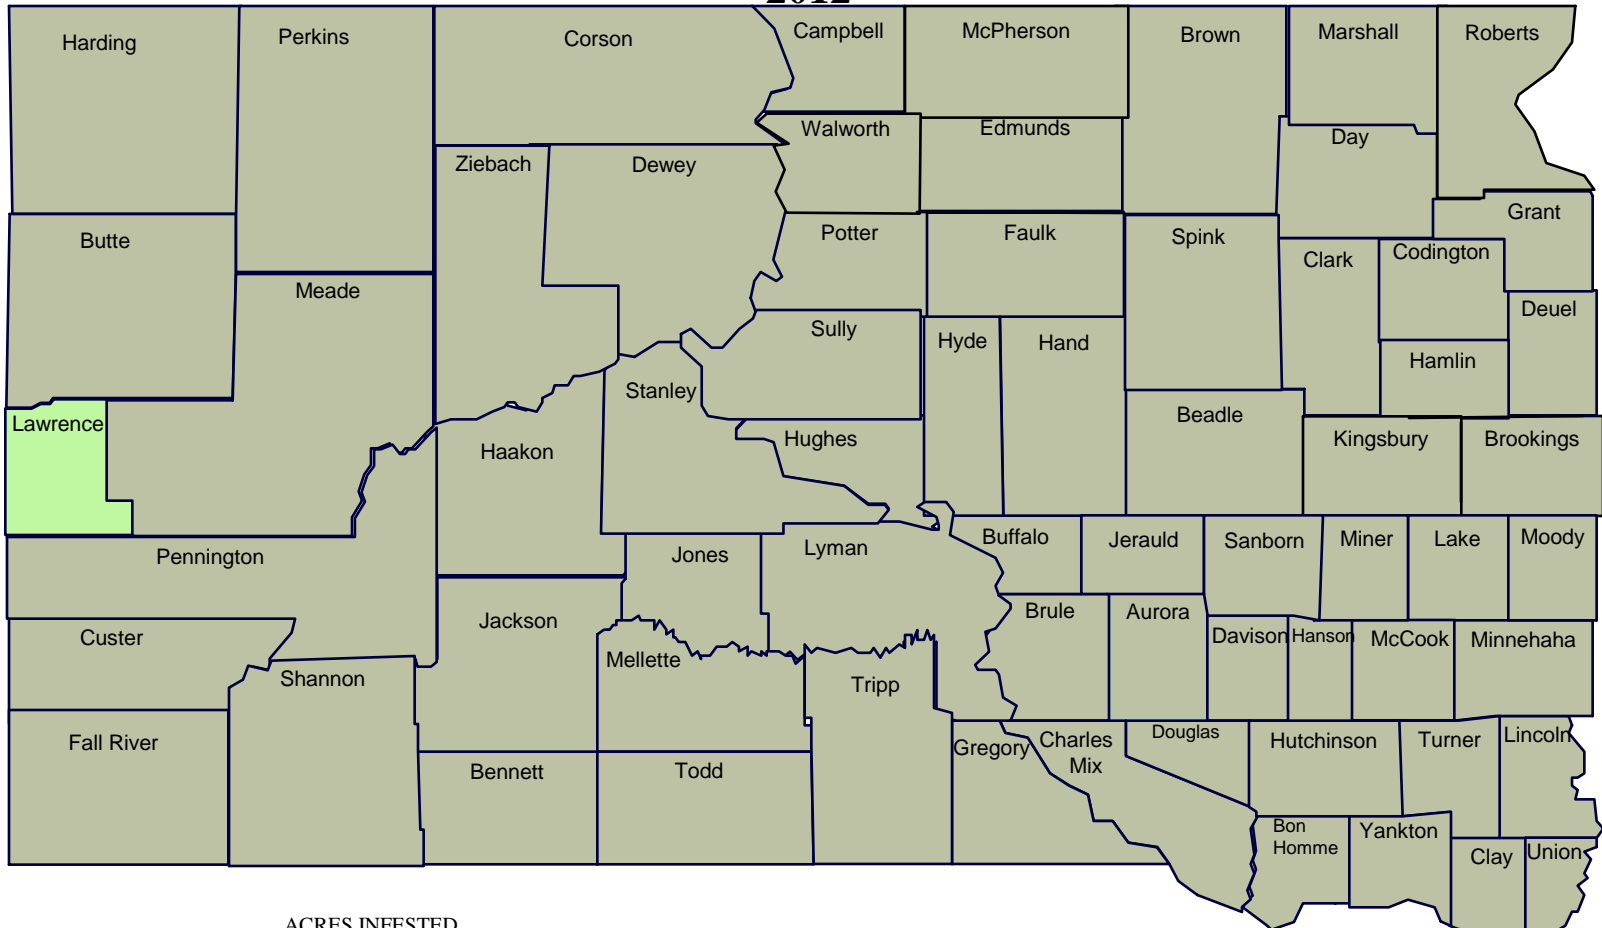 2012
Harding
Perkins
Corson
Campbell
McPherson
Brown
Marshall
Roberts
Walworth
Edmunds
Day
Ziebach
Dewey
Grant
Butte
Potter
Faulk
Spink
Clark
Codington
Meade
Deuel
Sully
Hyde
Hand
Hamlin
Stanley
Lawrence
Haakon
Hughes
Beadle
Kingsbury
Brookings
Pennington
Jones
Lyman
Buffalo
Jerauld
Sanborn
Miner
Lake
Moody
Custer
Jackson
Brule
Aurora
Davison
Hanson
McCook
Minnehaha
Shannon
Mellette
Tripp
Fall River
Bennett
Todd
Gregory
Charles
Mix
Douglas
Hutchinson
Turner
Lincoln
Bon
Homme
Yankton
Clay
Union
ACRES INFESTED